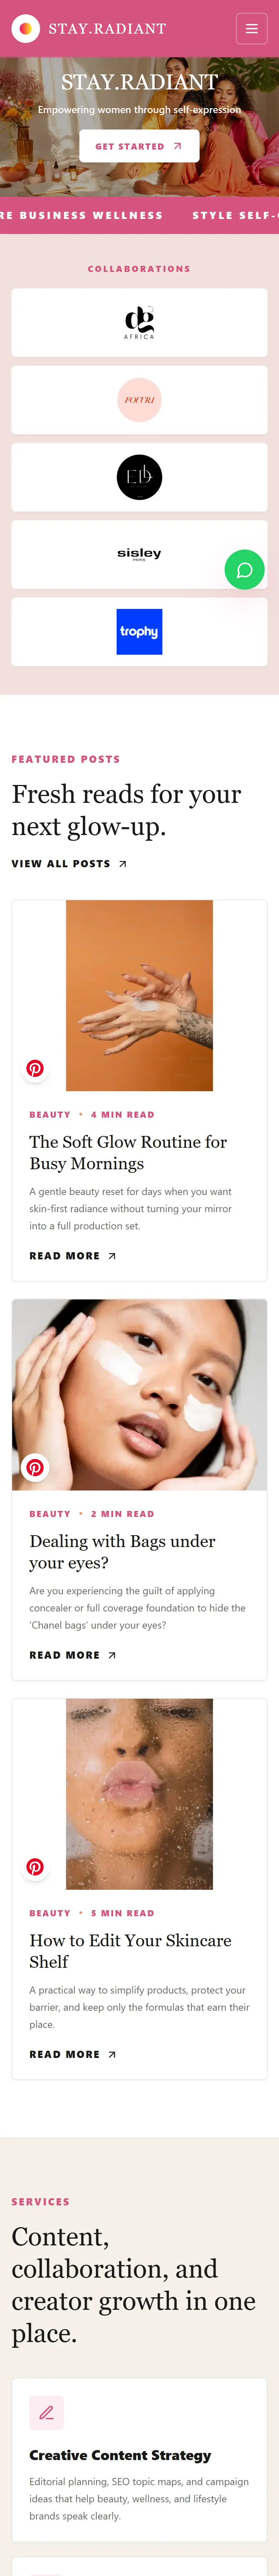 STAY.RADIANT
STAY.RADIANT
Empowering women through self-expression
GET STARTED
RE BUSINESS WELLNESS STYLE SELF-
COLLABORATIONS
dg
AFRICA
sisley
PARIS
trophy
FEATURED POSTS
Fresh reads for your
next glow-up.
VIEW ALL POSTS
BEAUTY • 4 MIN READ
The Soft Glow Routine for
Busy Mornings
A gentle beauty reset for days when you want
skin-first radiance without turning your mirror
into a full production set.
READ MORE
BEAUTY • 2 MIN READ
Dealing with Bags under
your eyes?
Are you experiencing the guilt of applying
concealer or full coverage foundation to hide the
‘Chanel bags’ under your eyes?
READ MORE
BEAUTY • 5 MIN READ
How to Edit Your Skincare
Shelf
A practical way to simplify products, protect your
barrier, and keep only the formulas that earn their
place.
READ MORE
SERVICES
Content,
collaboration, and
creator growth in one
place.
Creative Content Strategy
Editorial planning, SEO topic maps, and campaign
ideas that help beauty, wellness, and lifestyle
brands speak clearly.